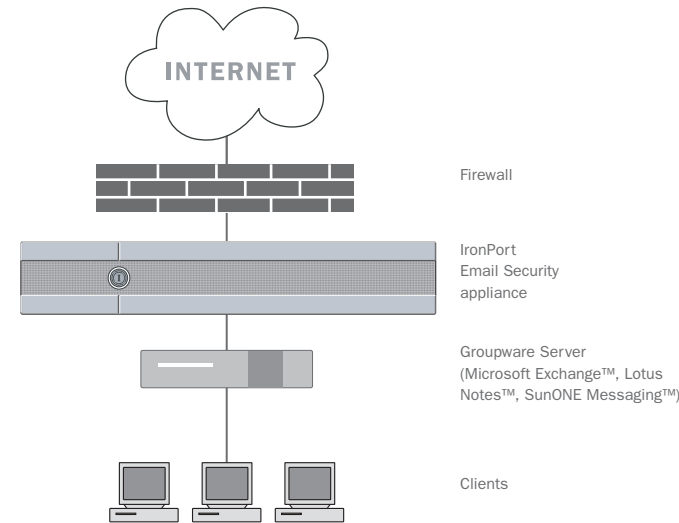 INTERNET
Firewall
IronPort
Email Security
appliance
Groupware Server
(Microsoft Exchange™, Lotus
Notes™, SunONE Messaging™)
Clients